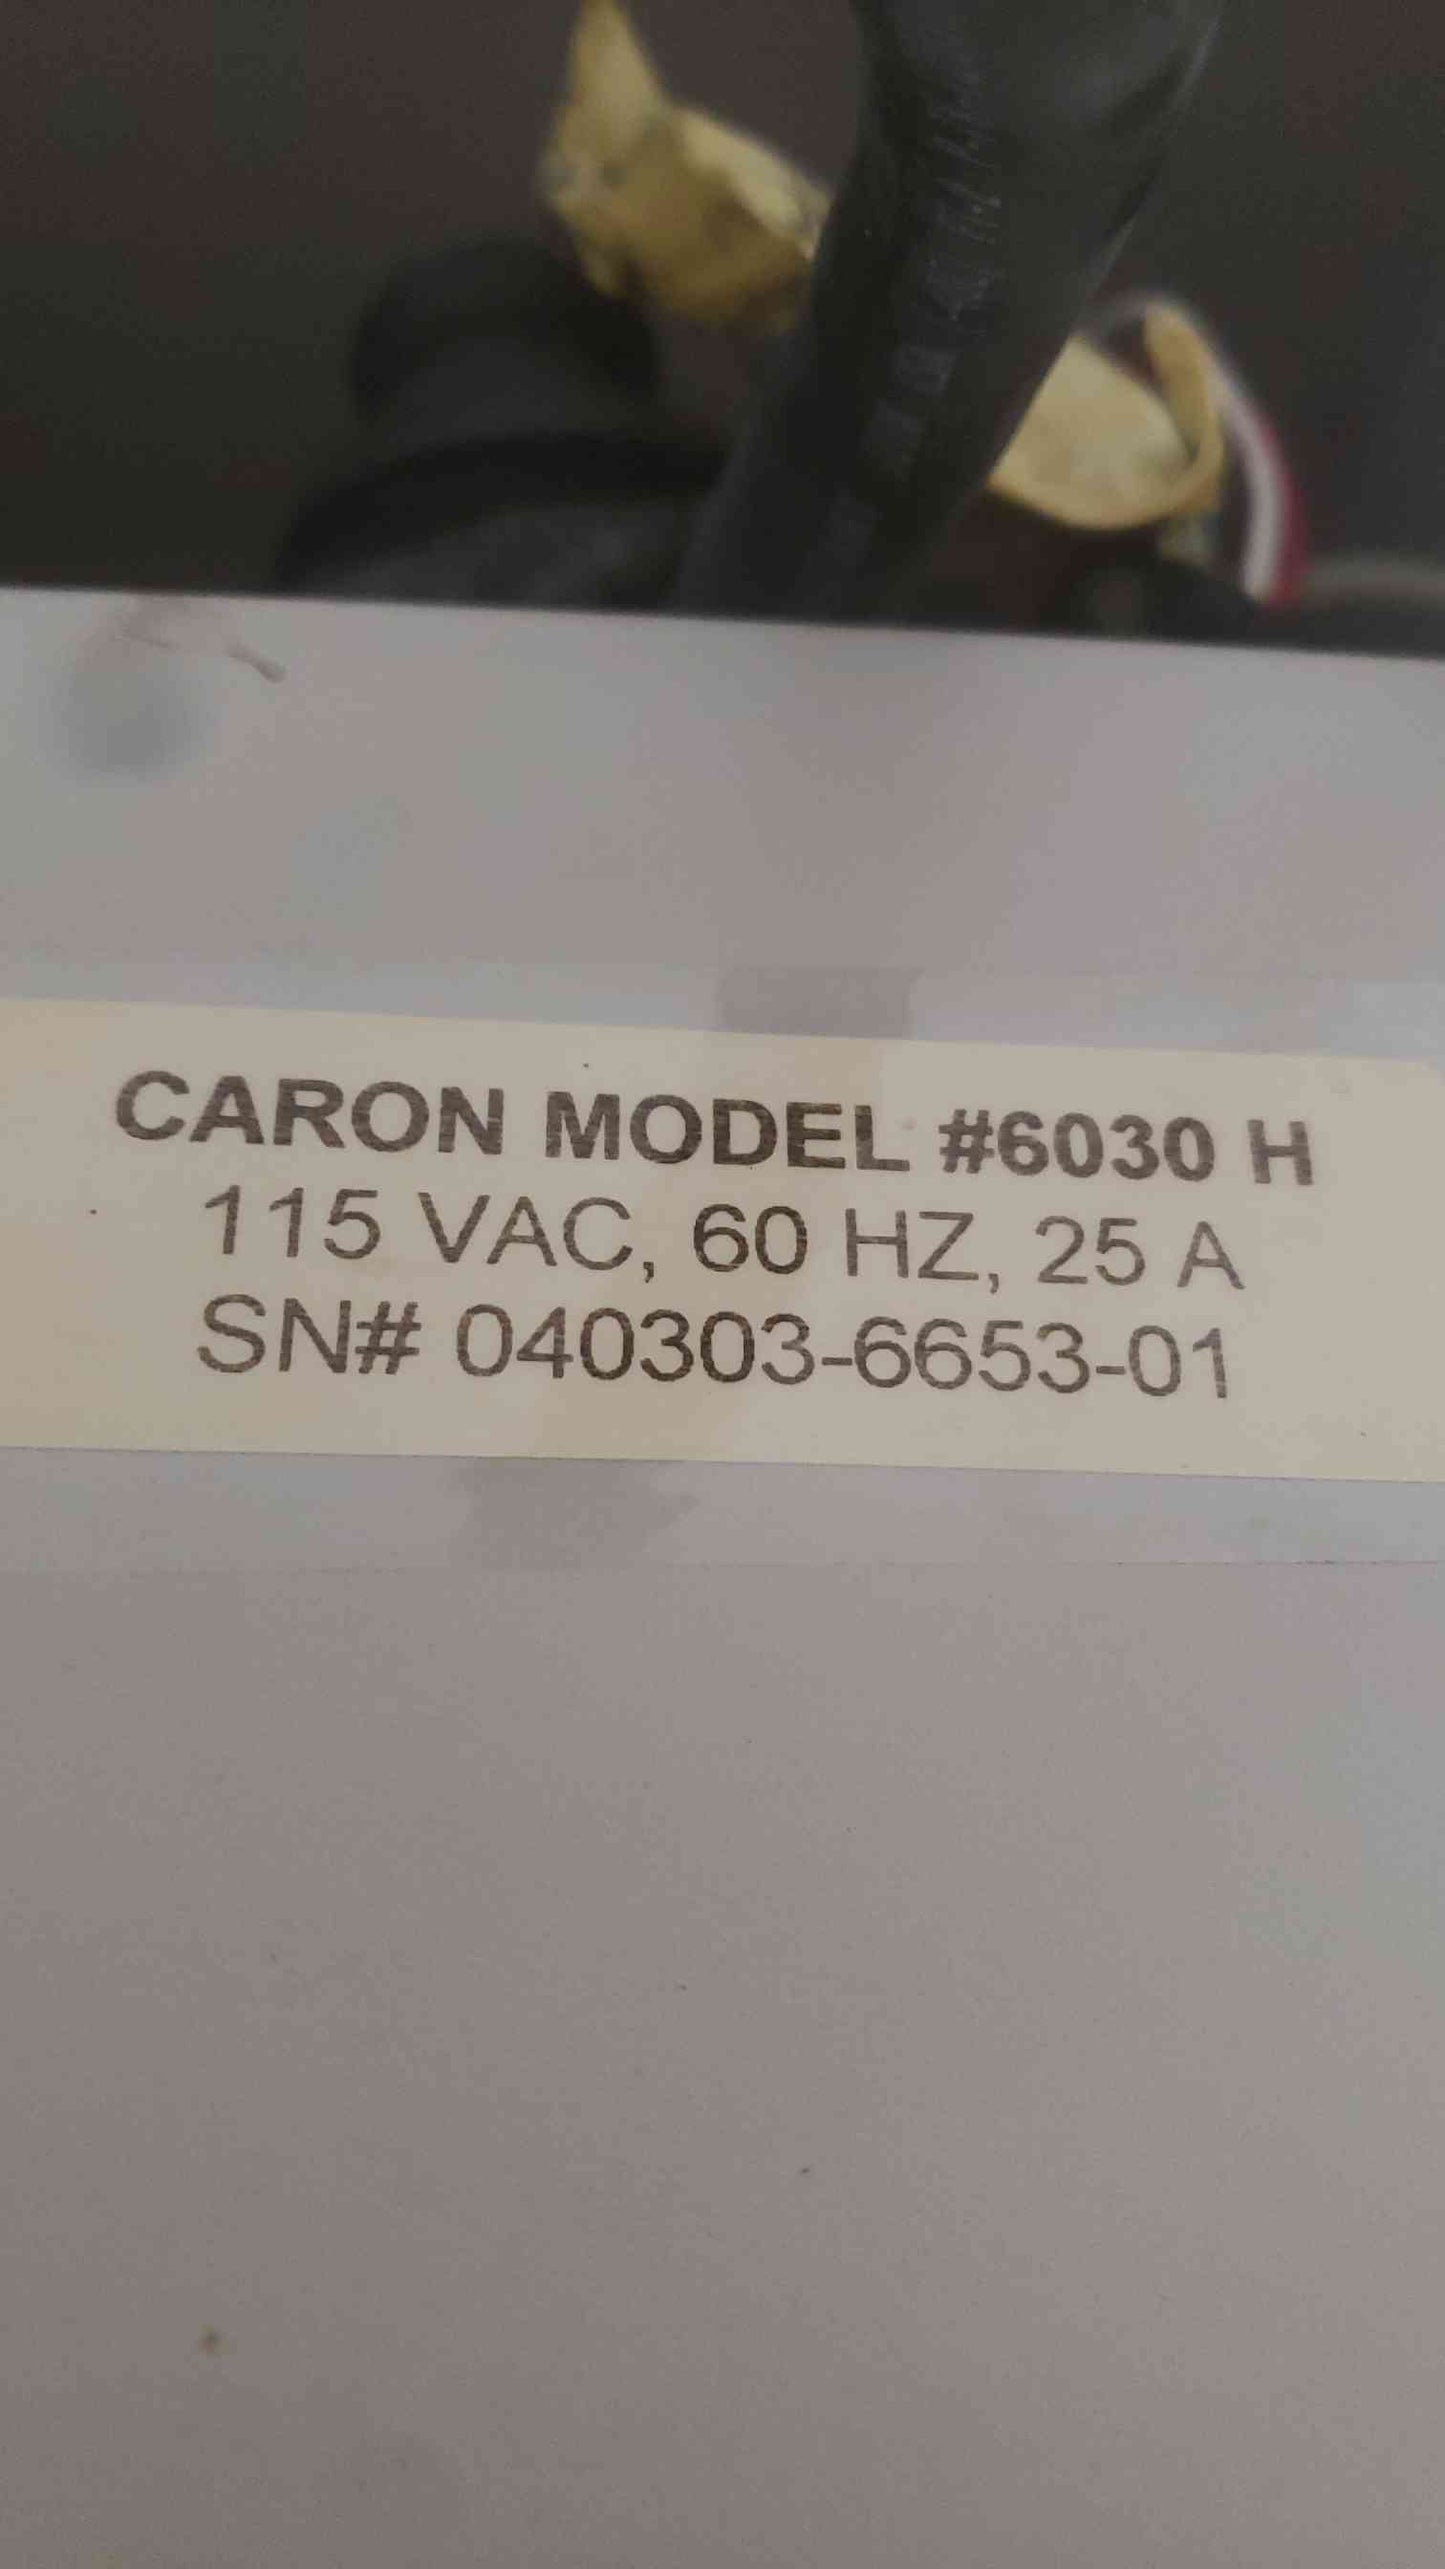 CARON MODEL #6030 H
115 VAC, 60 HZ, 25 A
SN# 040303-6653-01